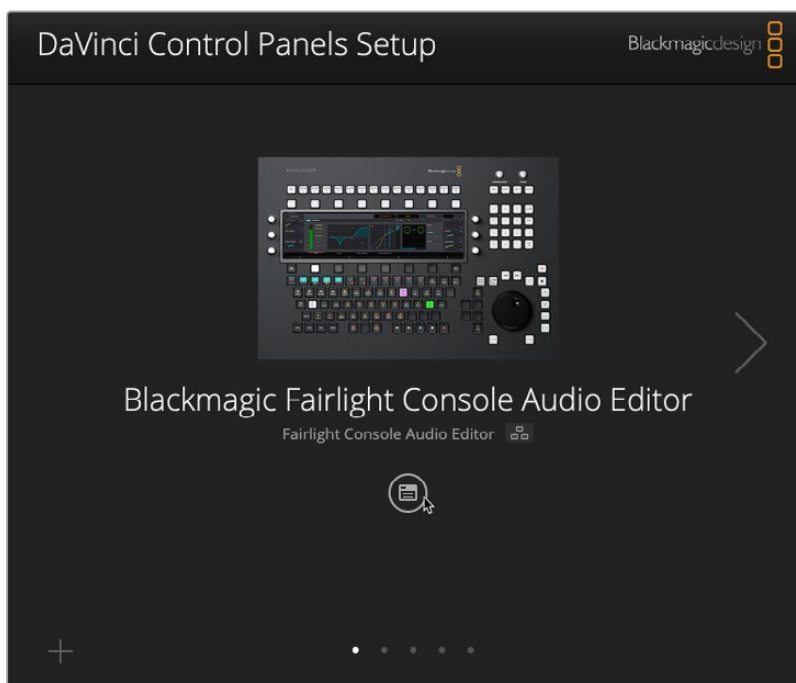 DaVinci Control Panels Setup
Blackmagicdesign
Blackmagic Fairlight Console Audio Editor
Fairlight Console Audio Editor